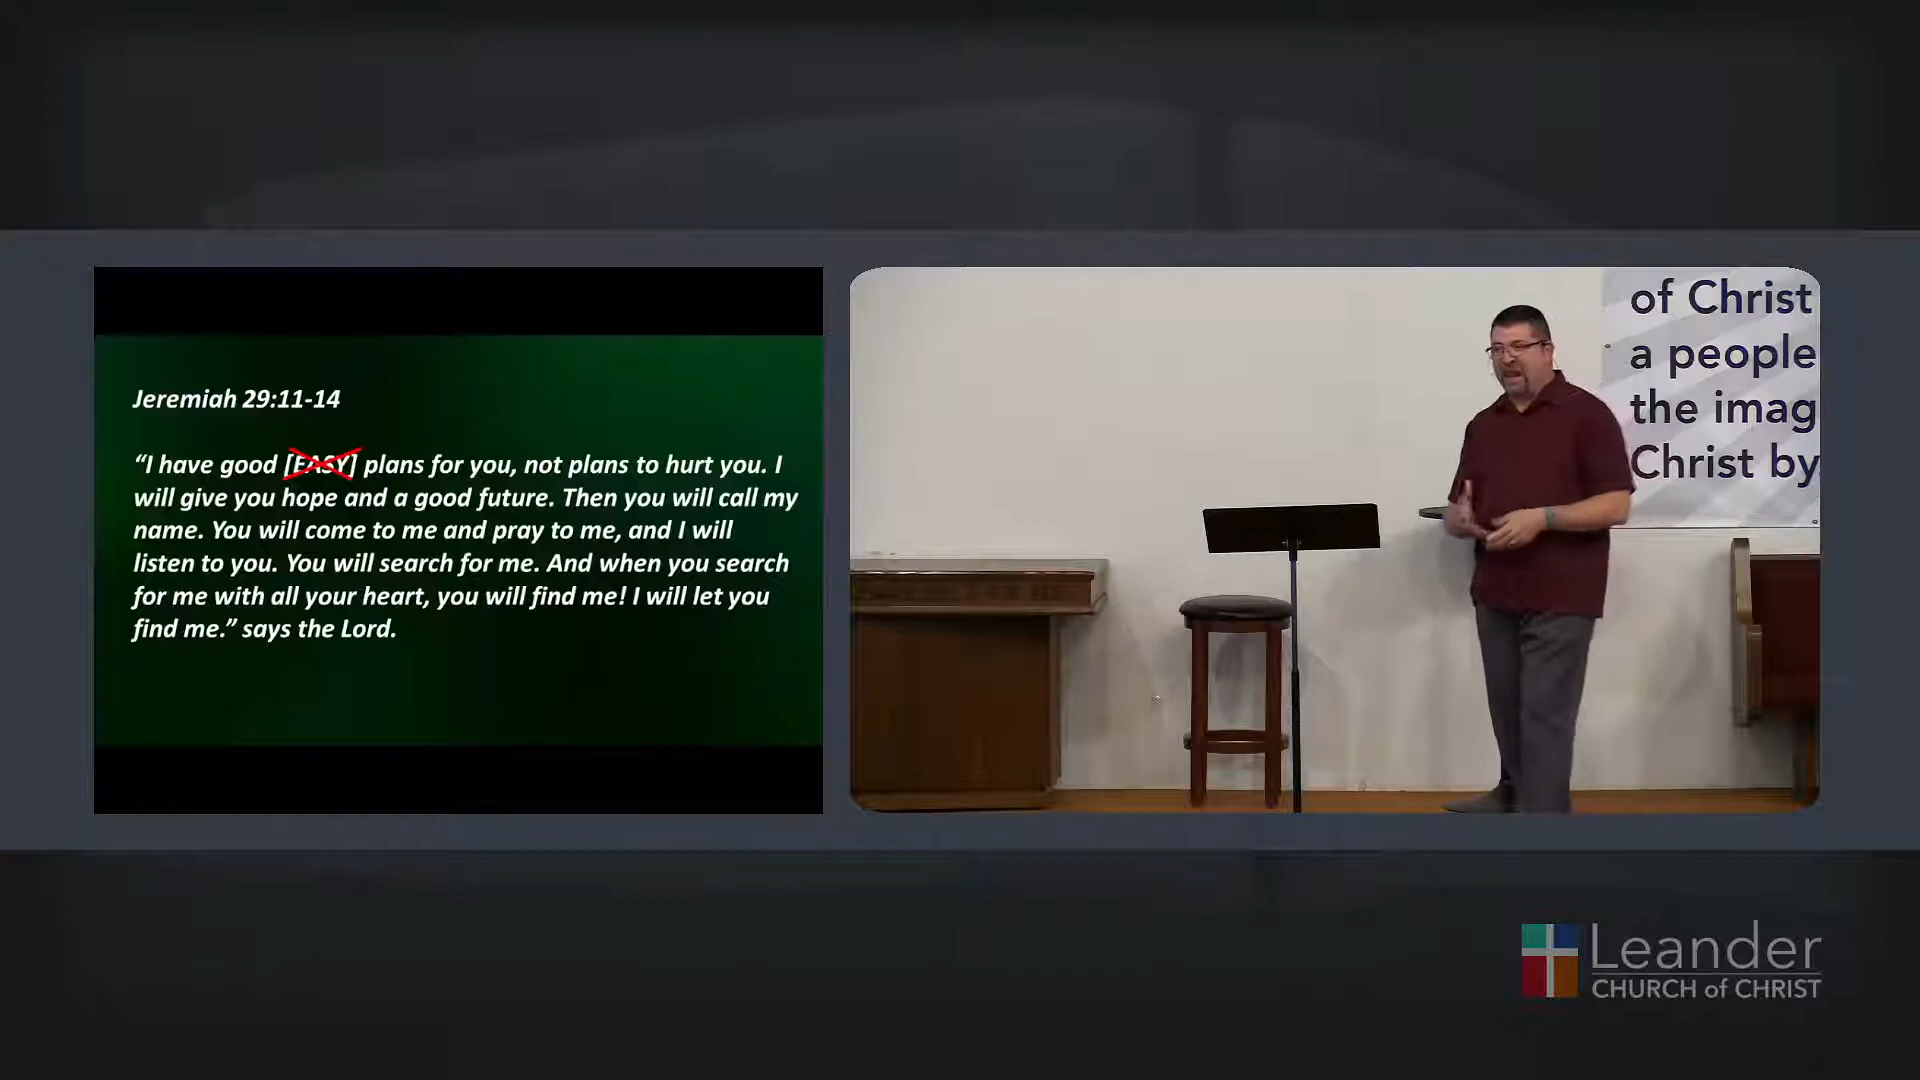 Jeremiah 29:11-14
“I have good [EASY] plans for you, not plans to hurt you. I
will give you hope and a good future. Then you will call my
name. You will come to me and pray to me, and I will
listen to you. You will search for me. And when you search
for me with all your heart, you will find me! I will let you
find me.” says the Lord.
of Christ
a people
the imag
Christ by
Leander
CHURCH of CHRIST